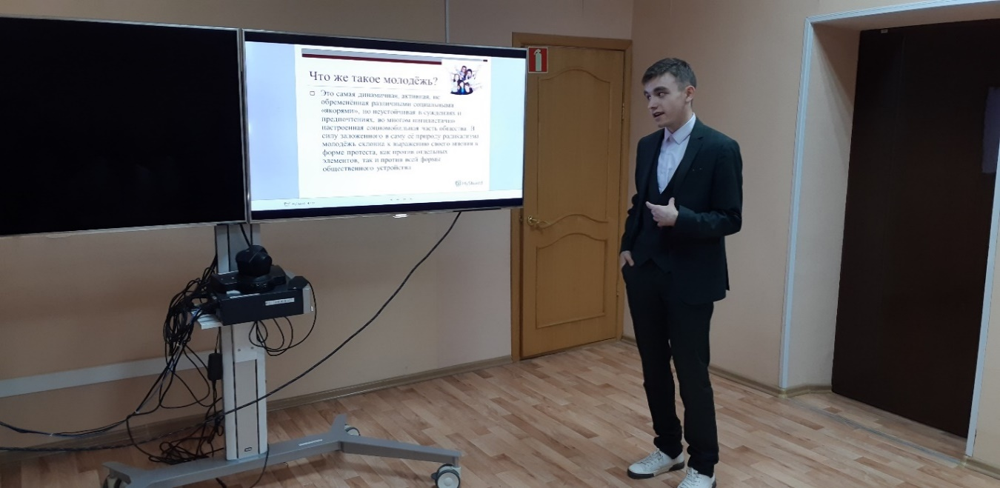 Что же такое молодёжь?
Это самая динамичная, активная, не
обременённая различными социальными
«якорями», но неустойчивая в суждениях и
предпочтениях, во многом нигилистично
настроенная социомобильная часть общества. В
силу заложенного в саму её природу радикализма
молодёжь склонна к выражению своего мнения в
форме протеста, как против отдельных
элементов, так и против всей формы
общественного устройства